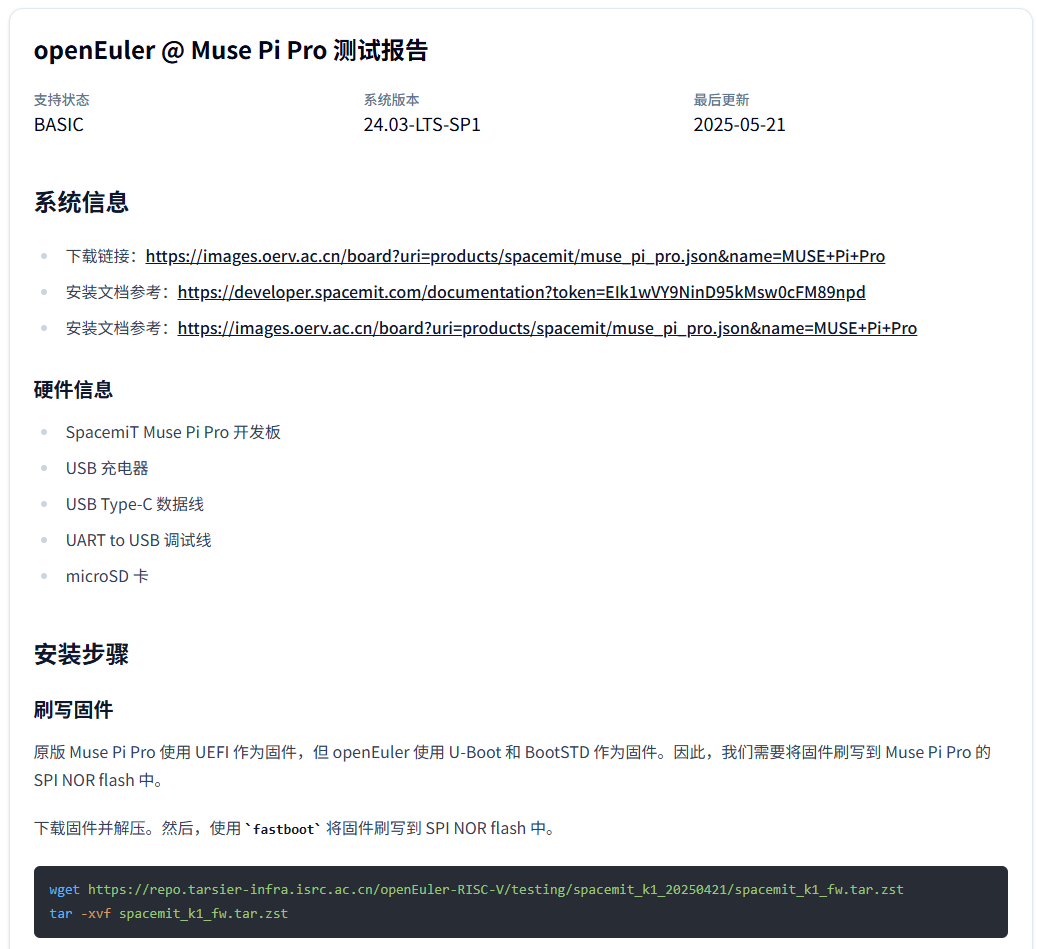 openEuler @ Muse Pi Pro 测试报告
支持状态
BASIC
系统版本
24.03-LTS-SP1
最后更新
2025-05-21
系统信息
下载链接：https://images.oerv.ac.cn/board?uri=products/spacemit/muse_pi_pro.json&name=MUSE+Pi+Pro
安装文档参考：https://developer.spacemit.com/documentation?token=EIk1wVY9NinD95kMsw0cFM89npd
安装文档参考：https://images.oerv.ac.cn/board?uri=products/spacemit/muse_pi_pro.json&name=MUSE+Pi+Pro
硬件信息
SpacemiT Muse Pi Pro 开发板
USB 充电器
USB Type-C 数据线
UART to USB 调试线
microSD 卡
安装步骤
刷写固件
原版 Muse Pi Pro 使用 UEFI 作为固件，但 openEuler 使用 U-Boot 和 BootSTD 作为固件。因此，我们需要将固件刷写到 Muse Pi Pro 的
SPI NOR flash 中。
下载固件并解压。然后，使用 `fastboot` 将固件刷写到 SPI NOR flash 中。
wget https://repo.tarsier-infra.isrc.ac.cn/openEuler-RISC-V/testing/spacemit_k1_20250421/spacemit_k1_fw.tar.zst
tar -xvf spacemit_k1_fw.tar.zst